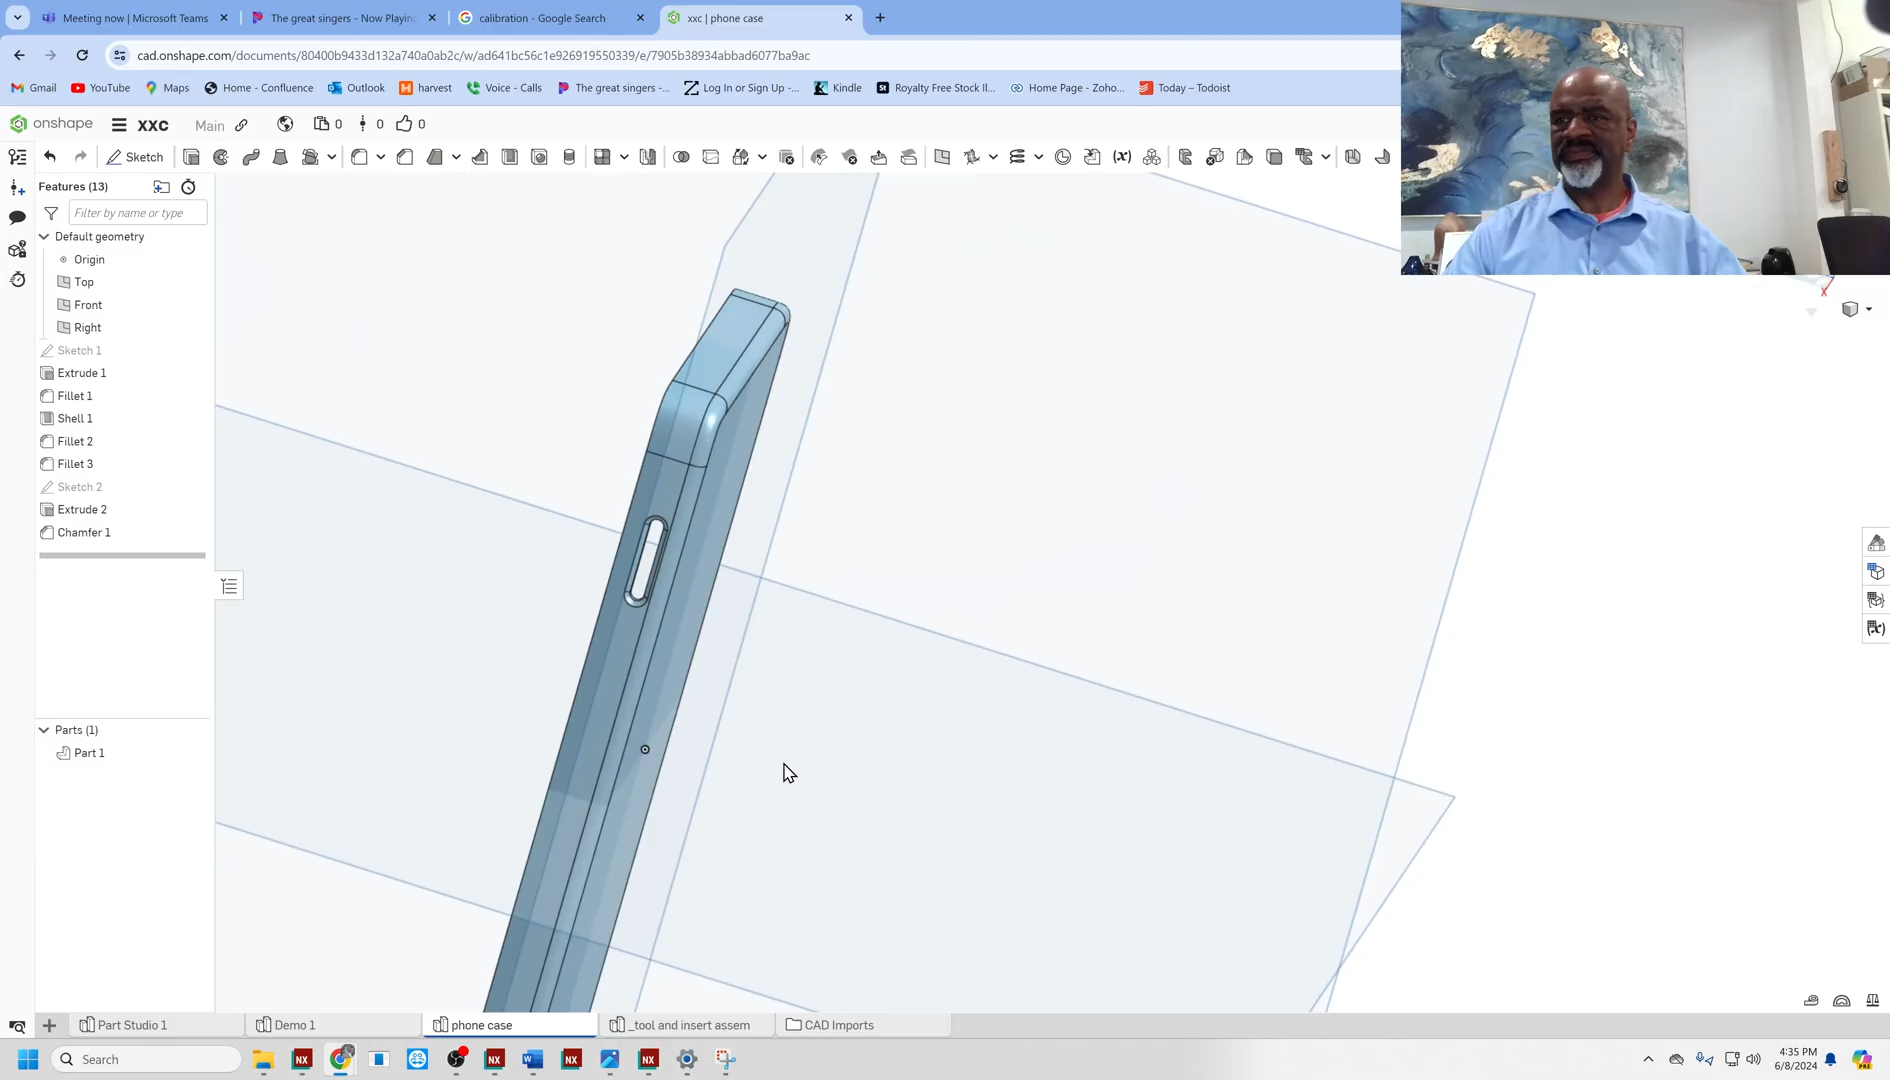 Meeting now | Microsoft Teams
The great singers - Now Playing
calibration - Google Search
xxc | phone case
cad.onshape.com/documents/80400b9433d132a740a0ab2c/w/ad641bc56c1e926919550339/e/7905b38934abbad6077ba9ac
Gmail YouTube Maps Home - Confluence Outlook harvest Voice - Calls The great singers -... Log In or Sign Up -... Kindle Royalty Free Stock Il... Home Page - Zoho... Today – Todoist
onshape xxc Main 0 0 0
Sketch
Features (13)
Filter by name or type
Default geometry
Origin
Top
Front
Right
Sketch 1
Extrude 1
Fillet 1
Shell 1
Fillet 2
Fillet 3
Sketch 2
Extrude 2
Chamfer 1
Parts (1)
Part 1
X
Part Studio 1 Demo 1 phone case _tool and insert assem CAD Imports
Search
4:35 PM
6/8/2024